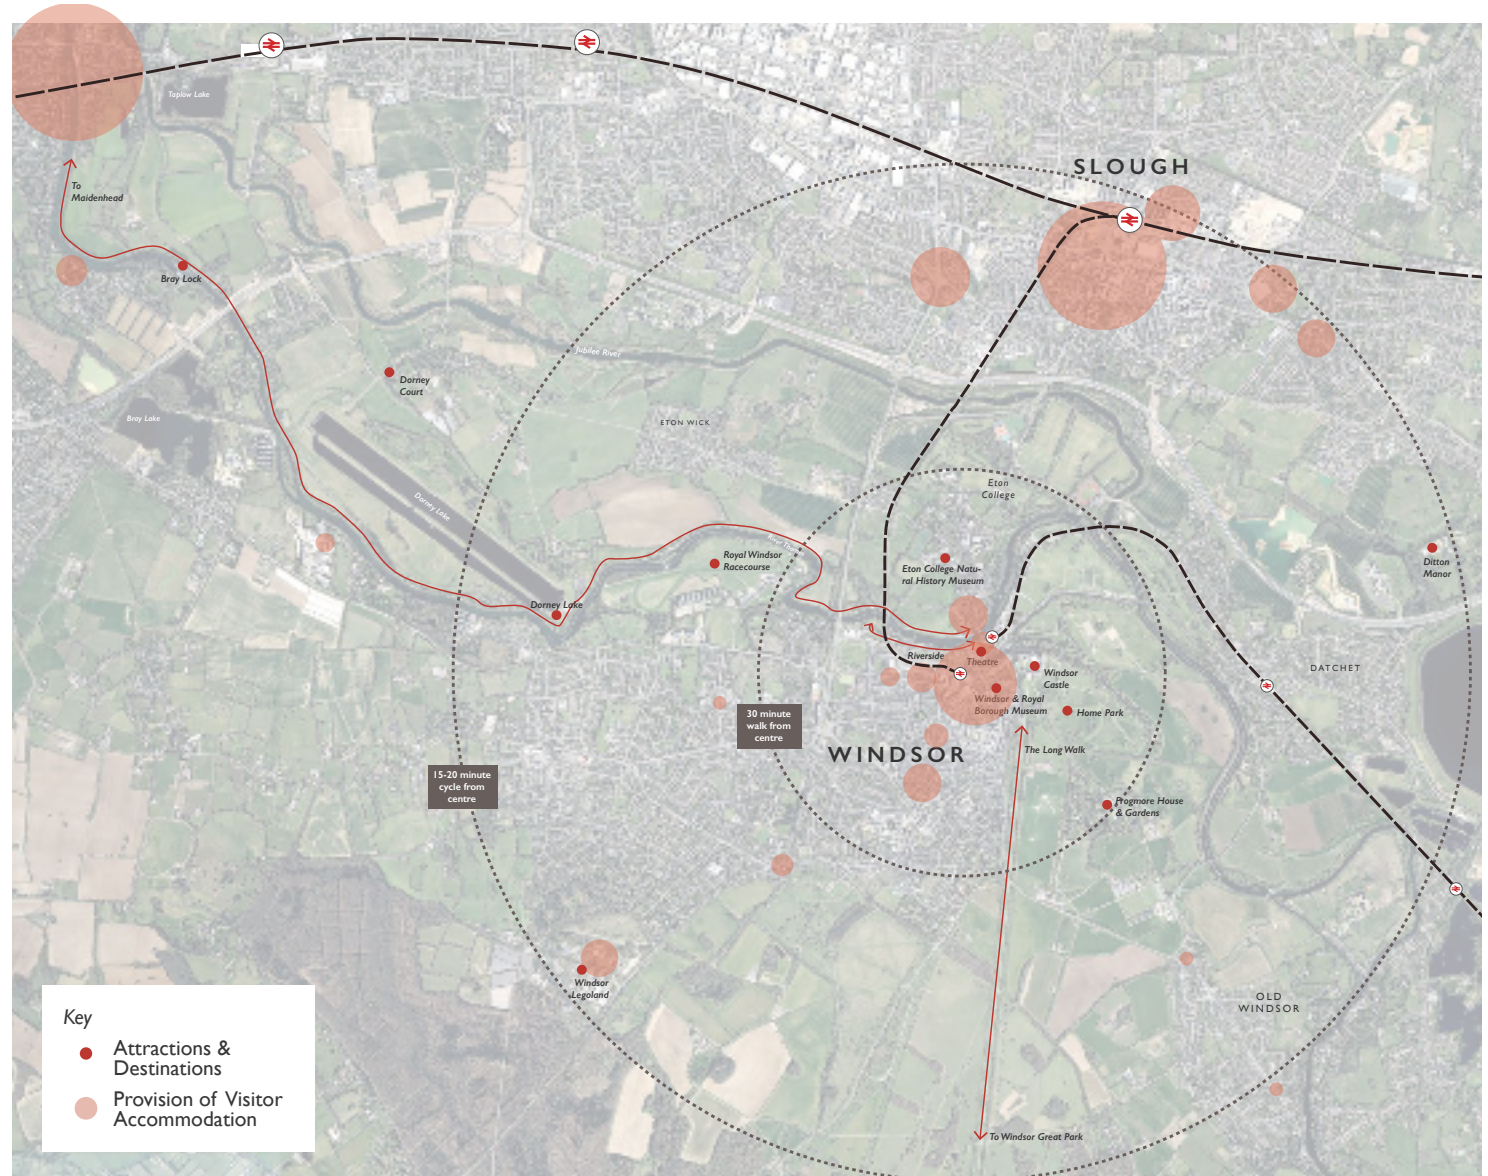 Taplow Lake
SLOUGH
To
Maidenhead
Bray Lock
Jubilee River
Dorney
Court
Bray Lake
ETON WICK
Eton
College
Dorney Lake
River Thames
Royal Windsor
Racecourse
Eton College Natu-
ral History Museum
Ditton
Manor
Dorney Lake
Riverside
Theatre
Windsor
Castle
DATCHET
Windsor & Royal
Borough Museum
Home Park
30 minute
walk from
centre
WINDSOR
The Long Walk
15-20 minute
cycle from
centre
Frogmore House
& Gardens
Windsor
Legoland
OLD
WINDSOR
Key
Attractions &
Destinations
Provision of Visitor
Accommodation
To Windsor Great Park